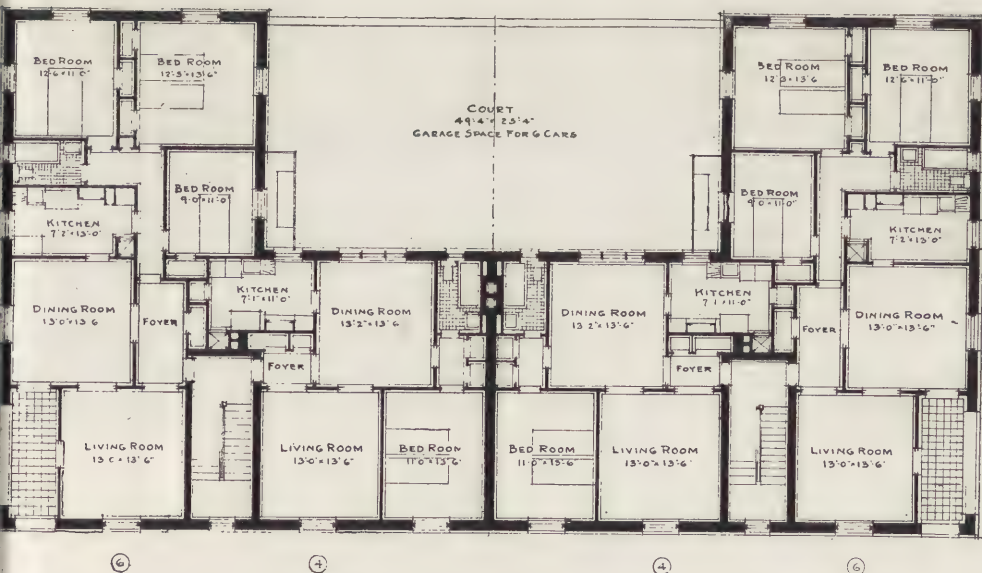 BED ROOM
12'6"×11'0"
BED ROOM
12'3"×13'6"
COURT
49'4"×25'4"
GARAGE SPACE FOR 6 CARS
BED ROOM
12'3"×13'6
BED ROOM
12'6"×11'-0"
BED ROOM
9'0"×11'0"
BED ROOM
9'0"×11'-0"
KITCHEN
7'2"×13'-0"
KITCHEN
7'2"×13'0"
DINING ROOM
13'0"×13'6
FOYER
KITCHEN
7'1"×11'0"
DINING ROOM
13'2"×13'6
DINING ROOM
13'2"×13'-6"
KITCHEN
7'1"×11'0"
FOYER
DINING ROOM
13'-0"×13'6"
FOYER
FOYER
LIVING ROOM
13'0"×13'6"
LIVING ROOM
13'0"×13'6"
BED ROOM
11'0"×13'6"
BED ROOM
LIVING ROOM
13'0"×13'6"
LIVING ROOM
13'0"×13'6"
6
4
4
6